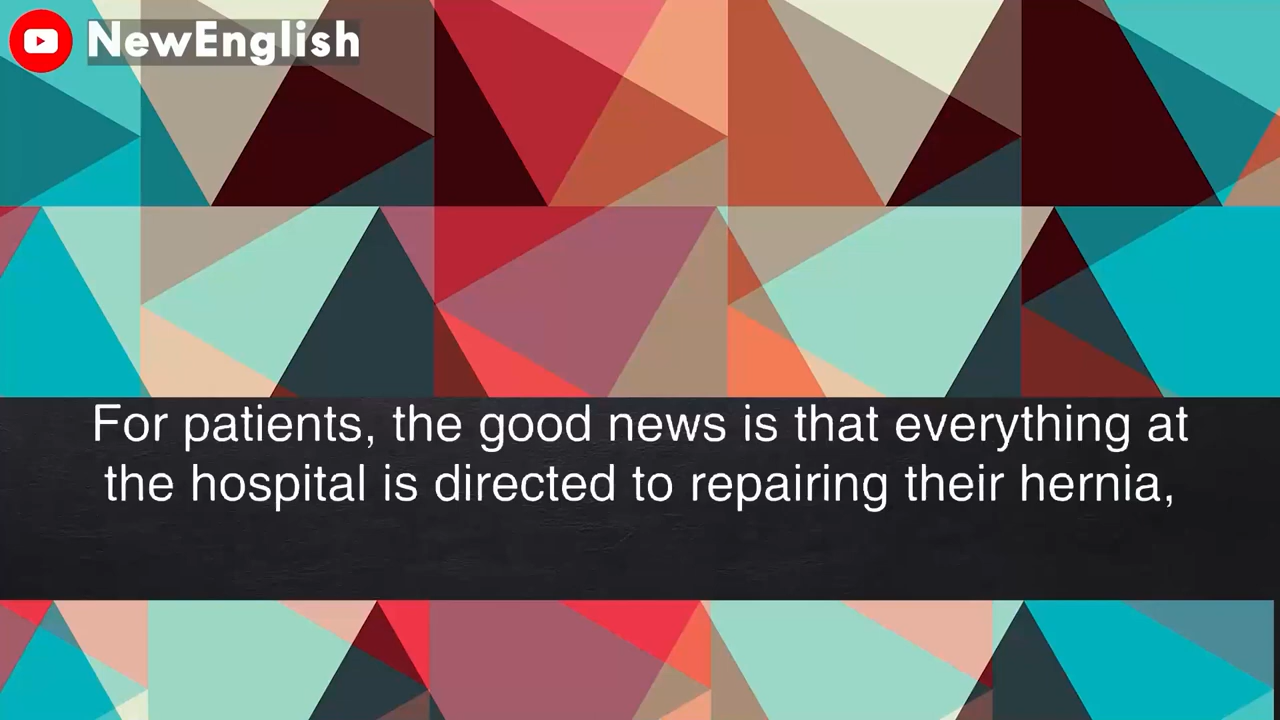 NewEnglish
For patients, the good news is that everything at
the hospital is directed to repairing their hernia,